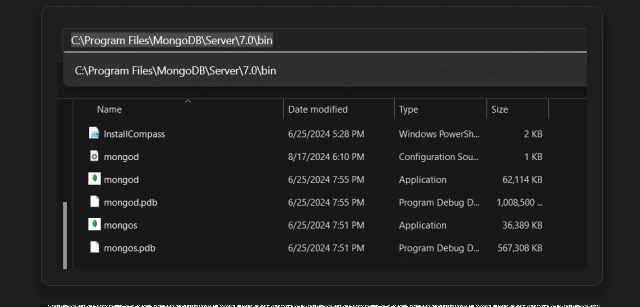 C:\Program Files\MongoDB\Server\7.0\bin
C:\Program Files\MongoDB\Server\7.0\bin
Name Date modified Type Size
InstallCompass 6/25/2024 5:28 PM Windows PowerSh... 2 KB
mongod 8/17/2024 6:10 PM Configuration Sou... 1 KB
mongod 6/25/2024 7:55 PM Application 62,114 KB
mongod.pdb 6/25/2024 7:55 PM Program Debug D... 1,008,500 ...
mongos 6/25/2024 7:51 PM Application 36,389 KB
mongos.pdb 6/25/2024 7:51 PM Program Debug D... 567,308 KB